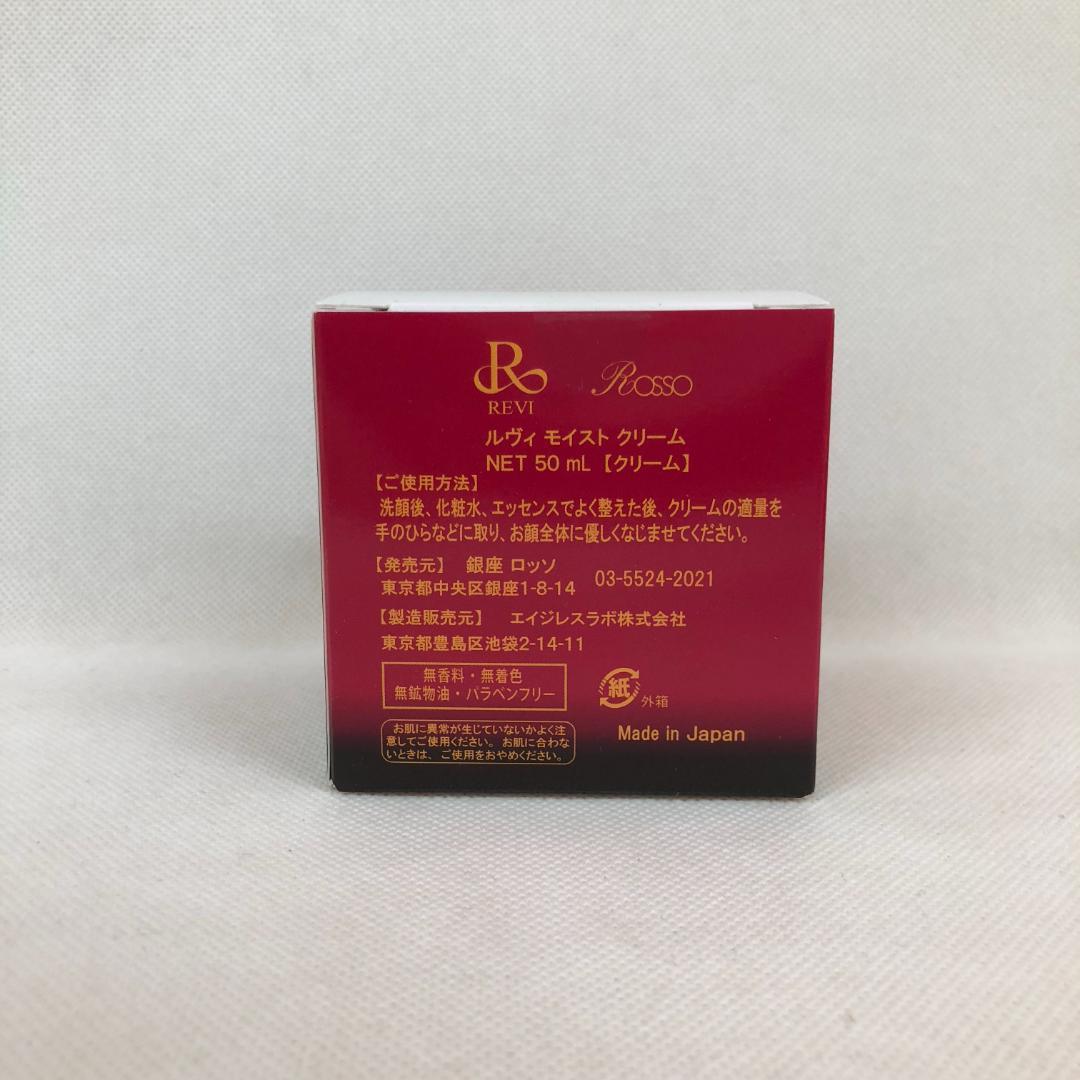 R Rosso
REVI
ルヴィ モイスト クリーム
NET 50 mL 【クリーム】
【ご使用方法】
洗顔後、化粧水、エッセンスでよく整えた後、クリームの適量を
手のひらなどに取り、お顔全体に優しくなじませてください。
【発売元】 銀座 ロッソ
東京都中央区銀座1-8-14 03-5524-2021
【製造販売元】 エイジレスラボ株式会社
東京都豊島区池袋2-14-11
無香料・無着色
無鉱物油・パラベンフリー
紙 外箱
お肌に異常が生じていないかよく注
意してご使用ください。お肌に合わな
いときは、ご使用をおやめください。
Made in Japan